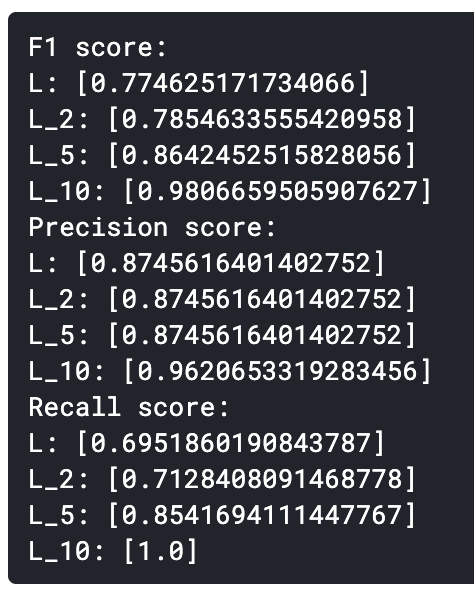 F1 score:
L: [0.774625171734066]
L_2: [0.7854633555420958]
L_5: [0.8642452515828056]
L_10: [0.9806659505907627]
Precision score:
L: [0.8745616401402752]
L_2: [0.8745616401402752]
L_5: [0.8745616401402752]
L_10: [0.9620653319283456]
Recall score:
L: [0.6951860190843787]
L_2: [0.7128408091468778]
L_5: [0.8541694111447767]
L_10: [1.0]